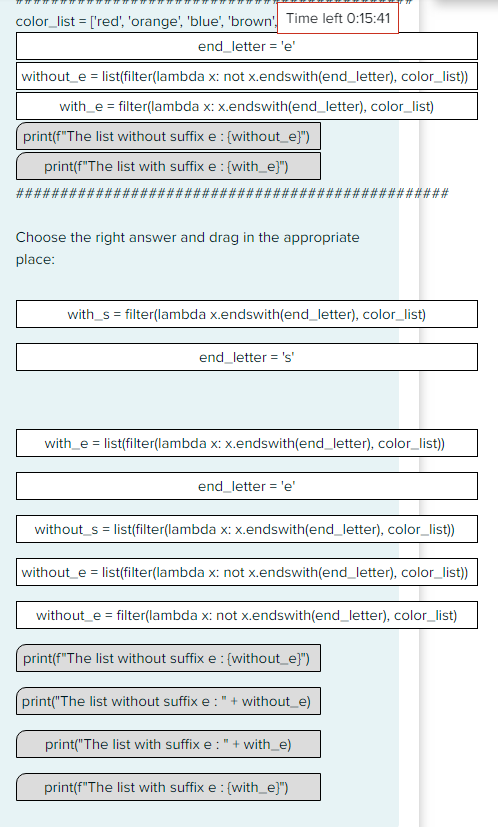 ##################################################
color_list = ['red', 'orange', 'blue', 'brown',
Time left 0:15:41
end_letter = 'e'
without_e = list(filter(lambda x: not x.endswith(end_letter), color_list))
with_e = filter(lambda x: x.endswith(end_letter), color_list)
print(f"The list without suffix e : {without_e}")
print(f"The list with suffix e : {with_e}")
##################################################
Choose the right answer and drag in the appropriate
place:
with_s = filter(lambda x.endswith(end_letter), color_list)
end_letter = 's'
with_e = list(filter(lambda x: x.endswith(end_letter), color_list))
end_letter = 'e'
without_s = list(filter(lambda x: x.endswith(end_letter), color_list))
without_e = list(filter(lambda x: not x.endswith(end_letter), color_list))
without_e = filter(lambda x: not x.endswith(end_letter), color_list)
print(f"The list without suffix e : {without_e}")
print("The list without suffix e : " + without_e)
print("The list with suffix e : " + with_e)
print(f"The list with suffix e : {with_e}")